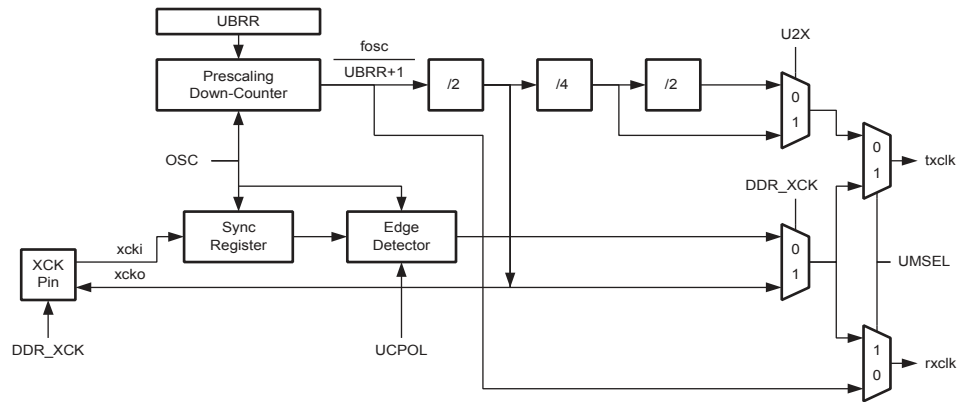 UBRR
fosc
U2X
Prescaling
Down-Counter
UBRR+1
/2
/4
/2
0
1
0
1
txclk
OSC
DDR_XCK
Sync
Register
Edge
Detector
xcki
0
1
UMSEL
XCK
Pin
xcko
DDR_XCK
UCPOL
1
0
rxclk